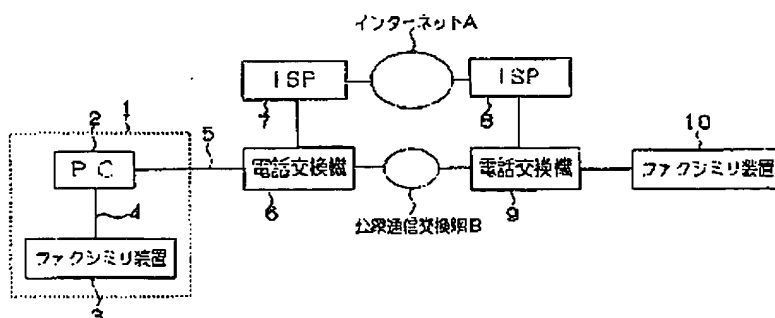 インターネットA
ISP
ISP
7
8
1
2
PC
5
電話交換機
電話交換機
10
ファクシミリ装置
6
9
4
公衆通信交換網B
ファクシミリ装置
3